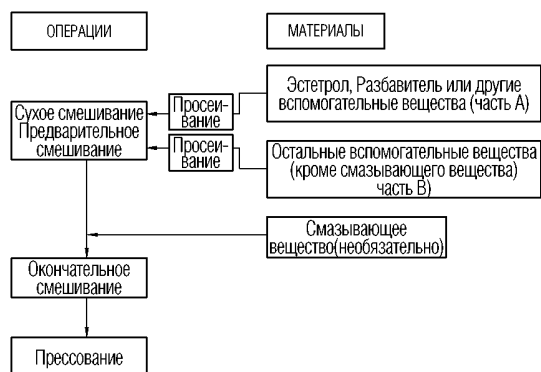 ОПЕРАЦИИ
МАТЕРИАЛЫ
Эстетрол, Разбавитель или другие
вспомогательные вещества (часть А)
Просеи-
вание
Сухое смешивание
Предварительное
смешивание
Просеи-
вание
Остальные вспомогательные вещества
(кроме смазывающего вещества)
часть В)
Смазывающее
вещество(необязательно)
Окончательное
смешивание
Прессование